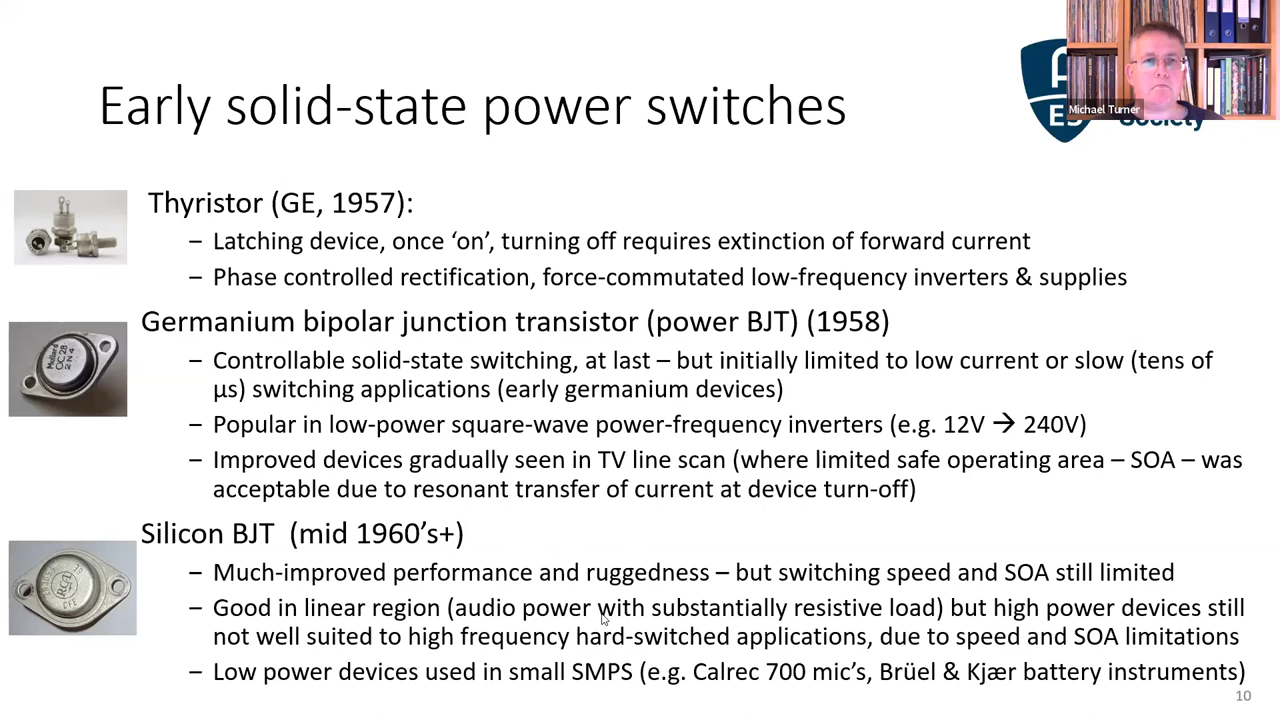 Early solid-state power switches
Michael Turner
ES
Society
Thyristor (GE, 1957):
– Latching device, once ‘on’, turning off requires extinction of forward current
– Phase controlled rectification, force-commutated low-frequency inverters & supplies
Germanium bipolar junction transistor (power BJT) (1958)
– Controllable solid-state switching, at last – but initially limited to low current or slow (tens of
µs) switching applications (early germanium devices)
– Popular in low-power square-wave power-frequency inverters (e.g. 12V → 240V)
– Improved devices gradually seen in TV line scan (where limited safe operating area – SOA – was
acceptable due to resonant transfer of current at device turn-off)
Mullard
OC28
2N4
Silicon BJT (mid 1960’s+)
– Much-improved performance and ruggedness – but switching speed and SOA still limited
– Good in linear region (audio power with substantially resistive load) but high power devices still
not well suited to high frequency hard-switched applications, due to speed and SOA limitations
– Low power devices used in small SMPS (e.g. Calrec 700 mic’s, Brüel & Kjær battery instruments)
RCA
10